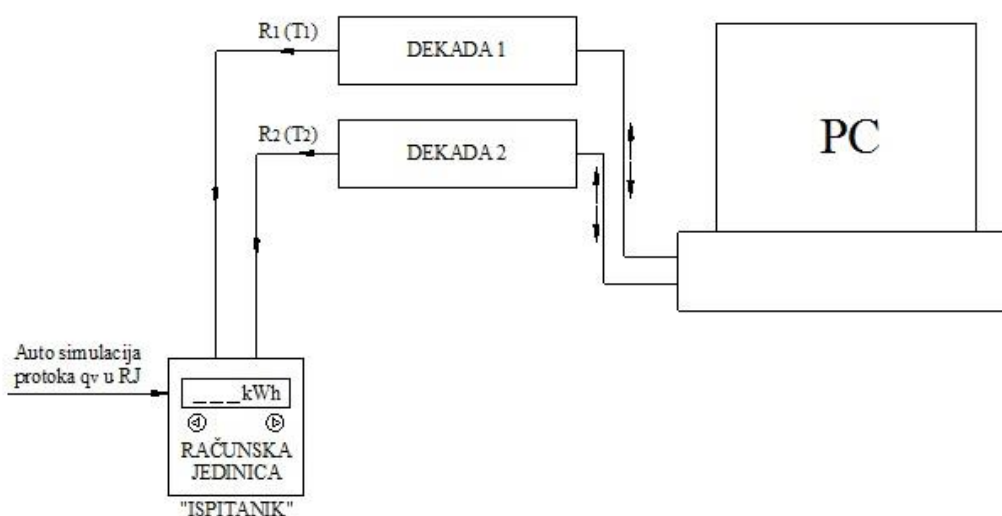 R1 (T1)
DEKADA 1
R2 (T2)
DEKADA 2
PC
Auto simulacija
protoka qv u RJ
_ _ _ kWh
RAČUNSKA
JEDINICA
"ISPITANIK"